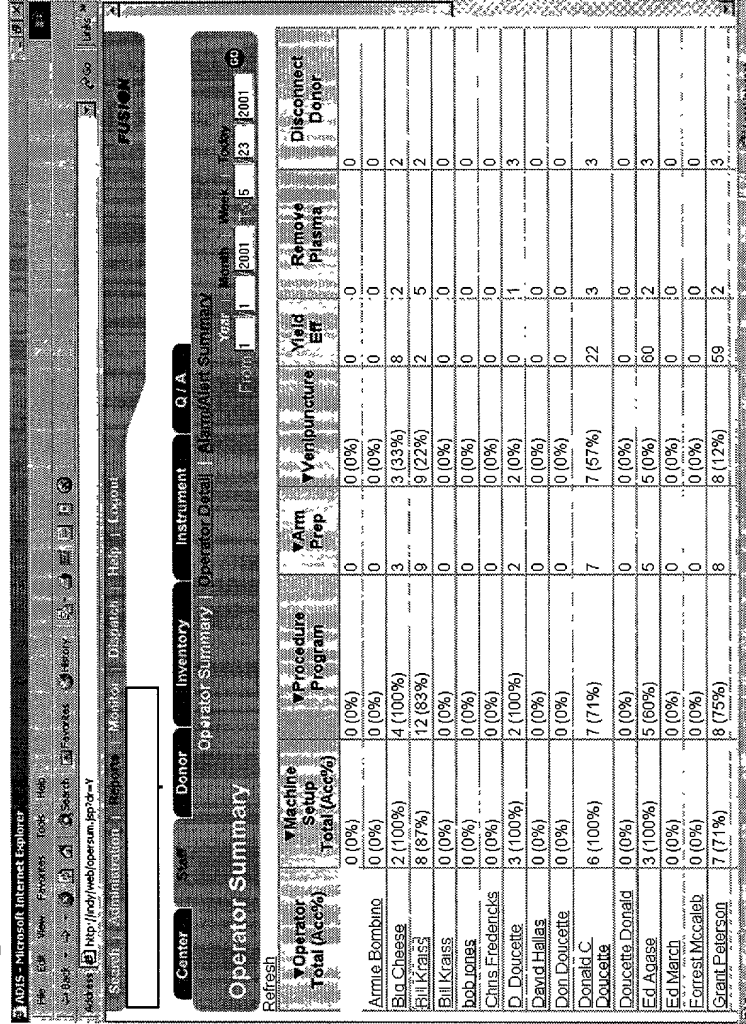 ADIS - Microsoft Internet Explorer
File Edit View Favorites Tools Help
Back Search Favorites History
Address http://indy/web/opersum.jsp?dr=Y Go Links
Search | Administration | Reports | Monitor | Dispatch | Help | Logout
FUSION
Center Staff Donor Inventory Instrument Q / A
Operator Summary | Operator Detail | Alarm/Alert Summary
Operator Summary
Year Month Week Today
From 1 1 2001 To 5 23 2001 GO
Refresh
▼Operator Total (Acc%) ▼Machine Setup Total (Acc%) ▼Procedure Program ▼Arm Prep ▼Venipuncture Yield Eff Remove Plasma Disconnect Donor
0 (0%) 0 (0%) 0 0 (0%) 0 0 0
Armie Bombino 0 (0%) 0 (0%) 0 0 (0%) 0 0 0
Big Cheese 2 (100%) 4 (100%) 3 3 (33%) 8 2 2
Bill Kraiss 8 (87%) 12 (83%) 9 9 (22%) 2 5 2
Bill Kraiss 0 (0%) 0 (0%) 0 0 (0%) 0 0 0
bob jones 0 (0%) 0 (0%) 0 0 (0%) 0 0 0
Chris Fredericks 0 (0%) 0 (0%) 0 0 (0%) 0 0 0
D. Doucette 3 (100%) 2 (100%) 2 2 (0%) 0 1 3
David Hallas 0 (0%) 0 (0%) 0 0 (0%) 0 0 0
Don Doucette 0 (0%) 0 (0%) 0 0 (0%) 0 0 0
Donald C. Doucette 6 (100%) 7 (71%) 7 7 (57%) 22 3 3
Doucette Donald 0 (0%) 0 (0%) 0 0 (0%) 0 0 0
Ed Agase 3 (100%) 5 (60%) 5 5 (0%) 60 2 3
Ed March 0 (0%) 0 (0%) 0 0 (0%) 0 0 0
Forrest Mccaleb 0 (0%) 0 (0%) 0 0 (0%) 0 0 0
Grant Peterson 7 (71%) 8 (75%) 8 8 (12%) 59 2 3